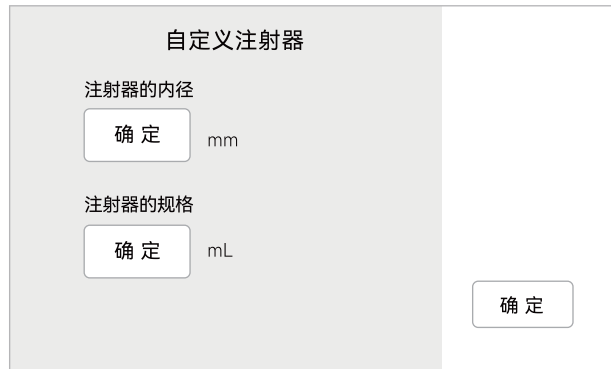 自定义注射器
注射器的内径
确 定 mm
注射器的规格
确 定 mL
确 定